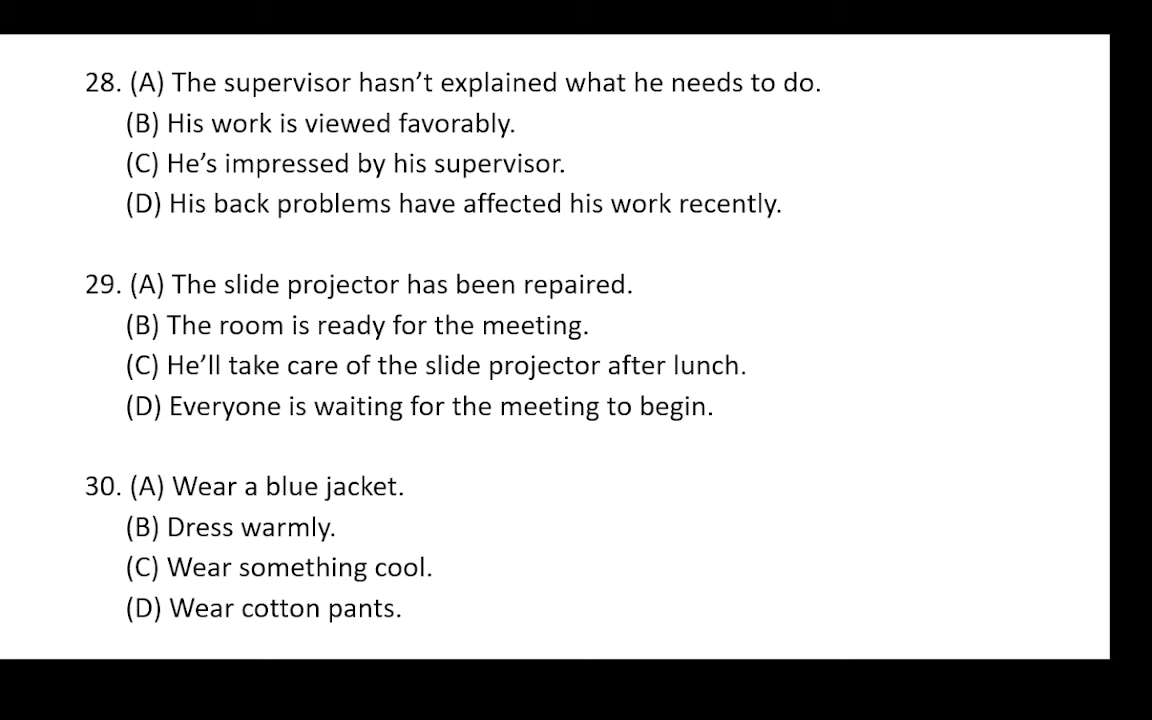 28. (A) The supervisor hasn’t explained what he needs to do.
(B) His work is viewed favorably.
(C) He’s impressed by his supervisor.
(D) His back problems have affected his work recently.
29. (A) The slide projector has been repaired.
(B) The room is ready for the meeting.
(C) He’ll take care of the slide projector after lunch.
(D) Everyone is waiting for the meeting to begin.
30. (A) Wear a blue jacket.
(B) Dress warmly.
(C) Wear something cool.
(D) Wear cotton pants.